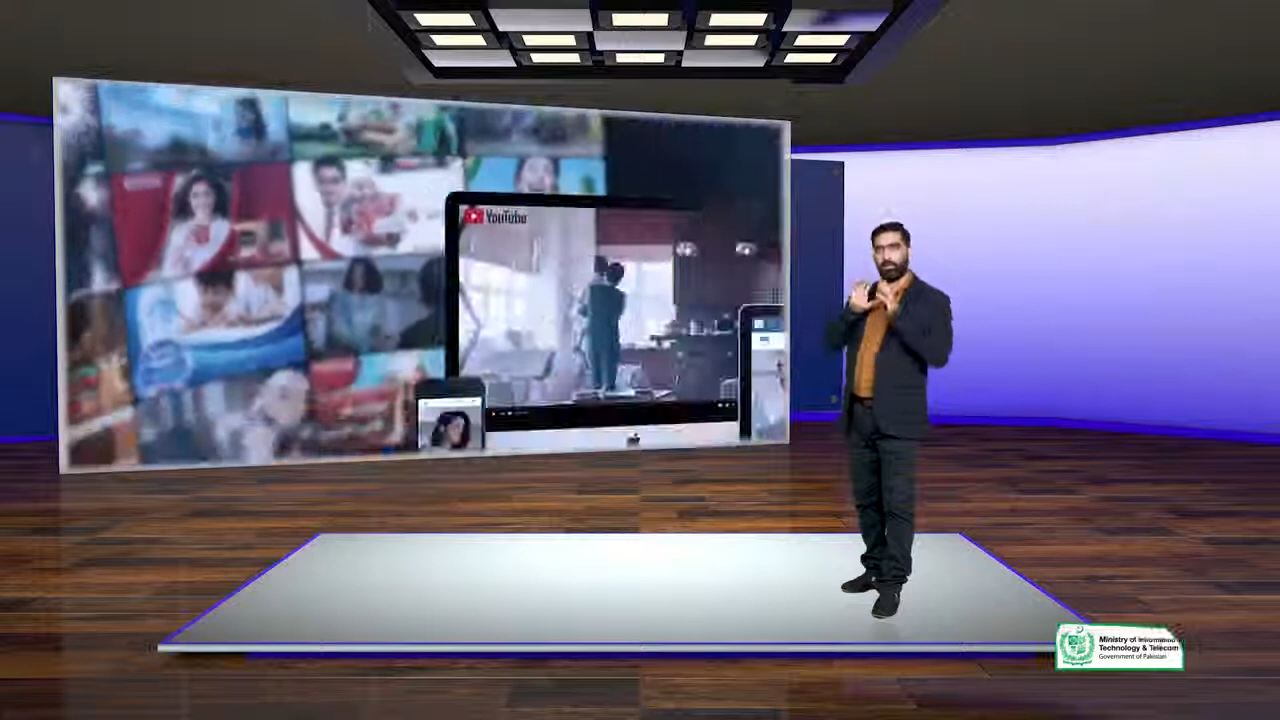 YouTube
Ministry of Information
Technology & Telecom
Government of Pakistan